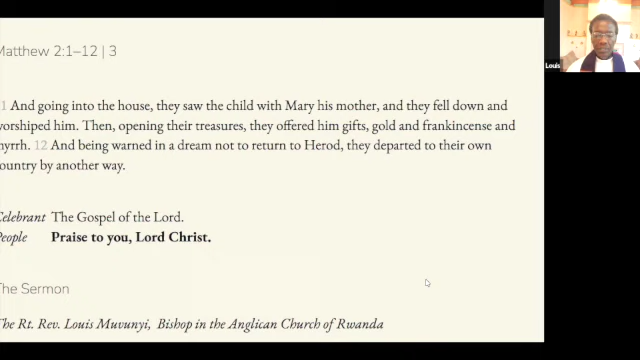 Matthew 2:1–12 | 3
Louis
1 And going into the house, they saw the child with Mary his mother, and they fell down and
worshiped him. Then, opening their treasures, they offered him gifts, gold and frankincense and
myrrh. 12 And being warned in a dream not to return to Herod, they departed to their own
country by another way.
Celebrant The Gospel of the Lord.
People Praise to you, Lord Christ.
The Sermon
The Rt. Rev. Louis Muvunyi, Bishop in the Anglican Church of Rwanda